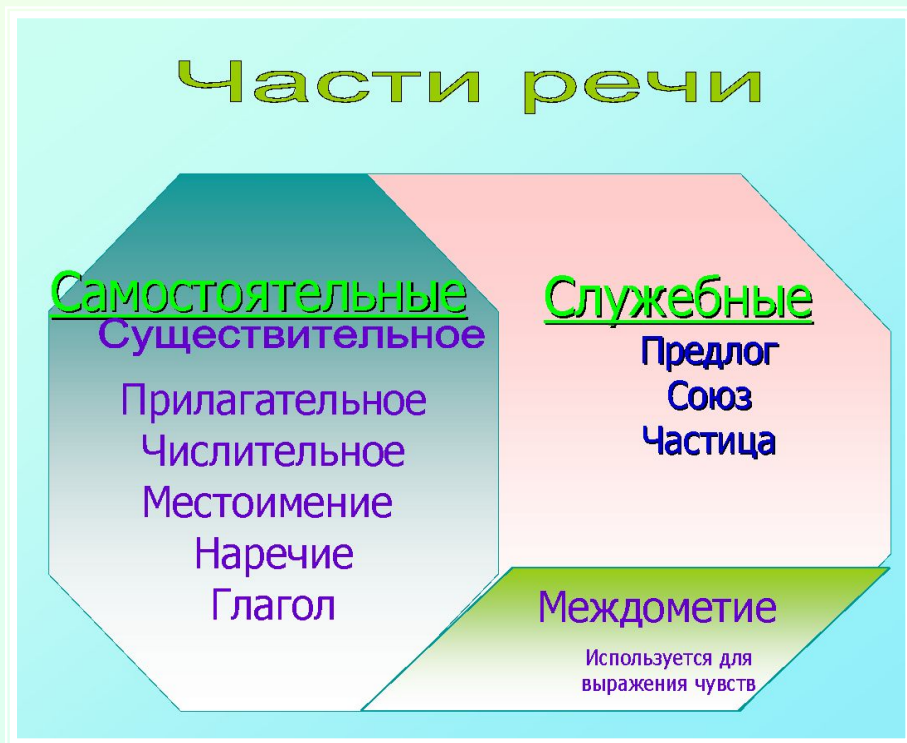 Части речи
Самостоятельные
Существительное
Прилагательное
Числительное
Местоимение
Наречие
Глагол
Служебные
Предлог
Союз
Частица
Междометие
Используется для
выражения чувств